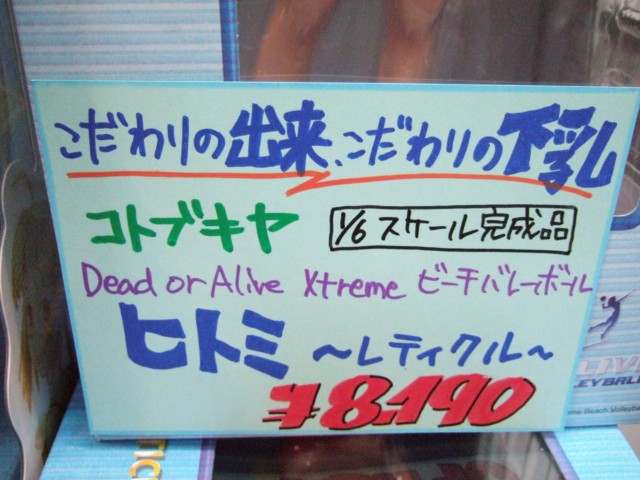 こだわりの出来、こだわりの下乳
コトブキヤ 1/6 スケール完成品
Dead or Alive Xtreme ビーチバレーボール
ヒトミ ～レティクル～
¥8,190